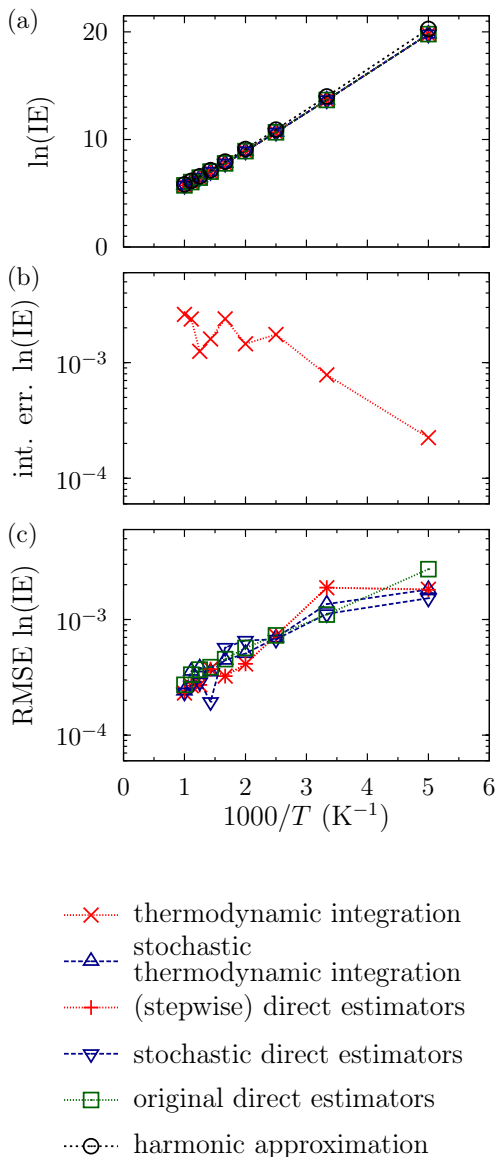 (a)
ln(IE)
20
10
0
(b)
int. err. ln(IE)
10⁻³
10⁻⁴
(c)
RMSE ln(IE)
10⁻³
10⁻⁴
0 1 2 3 4 5 6
1000/T (K⁻¹)
thermodynamic integration
stochastic
thermodynamic integration
(stepwise) direct estimators
stochastic direct estimators
original direct estimators
harmonic approximation